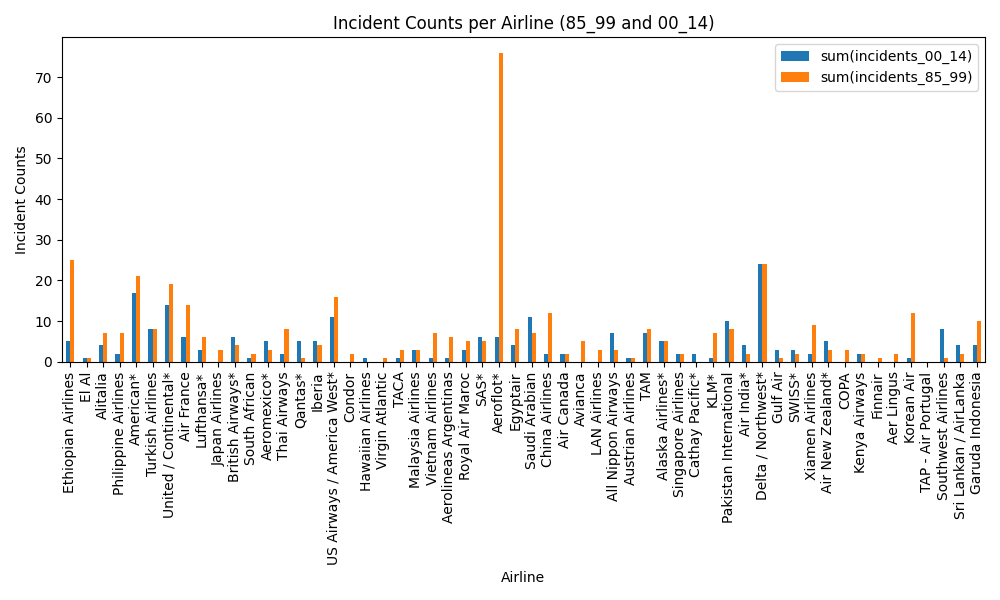 Incident Counts per Airline (85_99 and 00_14)
sum(incidents_00_14)
sum(incidents_85_99)
Incident Counts
70
60
50
40
30
20
10
0
Ethiopian Airlines
El Al
Alitalia
Philippine Airlines
American*
Turkish Airlines
United / Continental*
Air France
Lufthansa*
Japan Airlines
British Airways*
South African
Aeromexico*
Thai Airways
Qantas*
Iberia
US Airways / America West*
Condor
Hawaiian Airlines
Virgin Atlantic
TACA
Malaysia Airlines
Vietnam Airlines
Aerolineas Argentinas
Royal Air Maroc
SAS*
Aeroflot*
Egyptair
Saudi Arabian
China Airlines
Air Canada
Avianca
LAN Airlines
All Nippon Airways
Austrian Airlines
TAM
Alaska Airlines*
Singapore Airlines
Cathay Pacific*
KLM*
Pakistan International
Air India*
Delta / Northwest*
Gulf Air
SWISS*
Xiamen Airlines
Air New Zealand*
COPA
Kenya Airways
Finnair
Aer Lingus
Korean Air
TAP - Air Portugal
Southwest Airlines
Sri Lankan / AirLanka
Garuda Indonesia
Airline